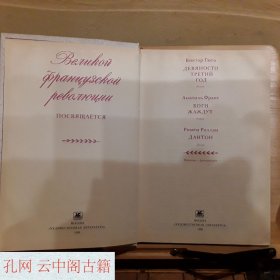 Великой
французской
революции
ПОСВЯЩАЕТСЯ
МОСКВА
ХУДОЖЕСТВЕННАЯ ЛИТЕРАТУРА
Виктор Гюго
ДЕВЯНОСТО
ТРЕТИЙ
ГОД
Анатоль Франс
БОГИ
ЖАЖДУТ
Ромен Роллан
ДАНТОН
МОСКВА
ХУДОЖЕСТВЕННАЯ ЛИТЕРАТУРА
孔网 云中阁古籍